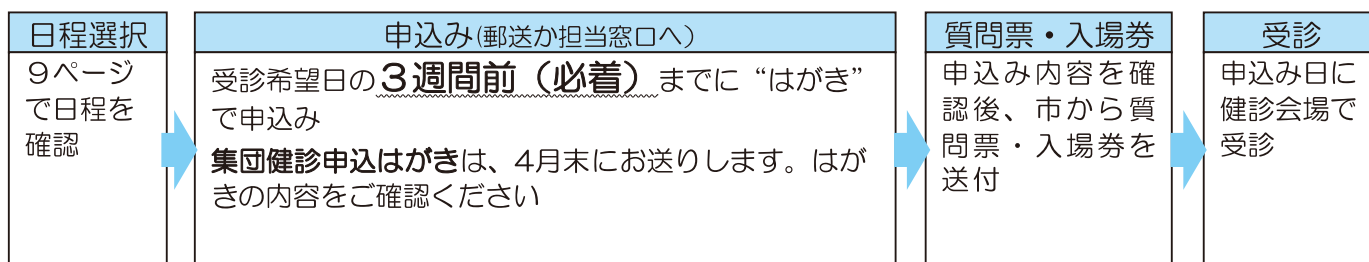 日程選択
9ページ
で日程を
確認
申込み(郵送か担当窓口へ)
受診希望日の3週間前(必着)までに“はがき”
で申込み
集団健診申込はがきは、4月末にお送りします。はが
きの内容をご確認ください
質問票・入場券
申込み内容を確
認後、市から質
問票・入場券を
送付
受診
申込み日に
健診会場で
受診